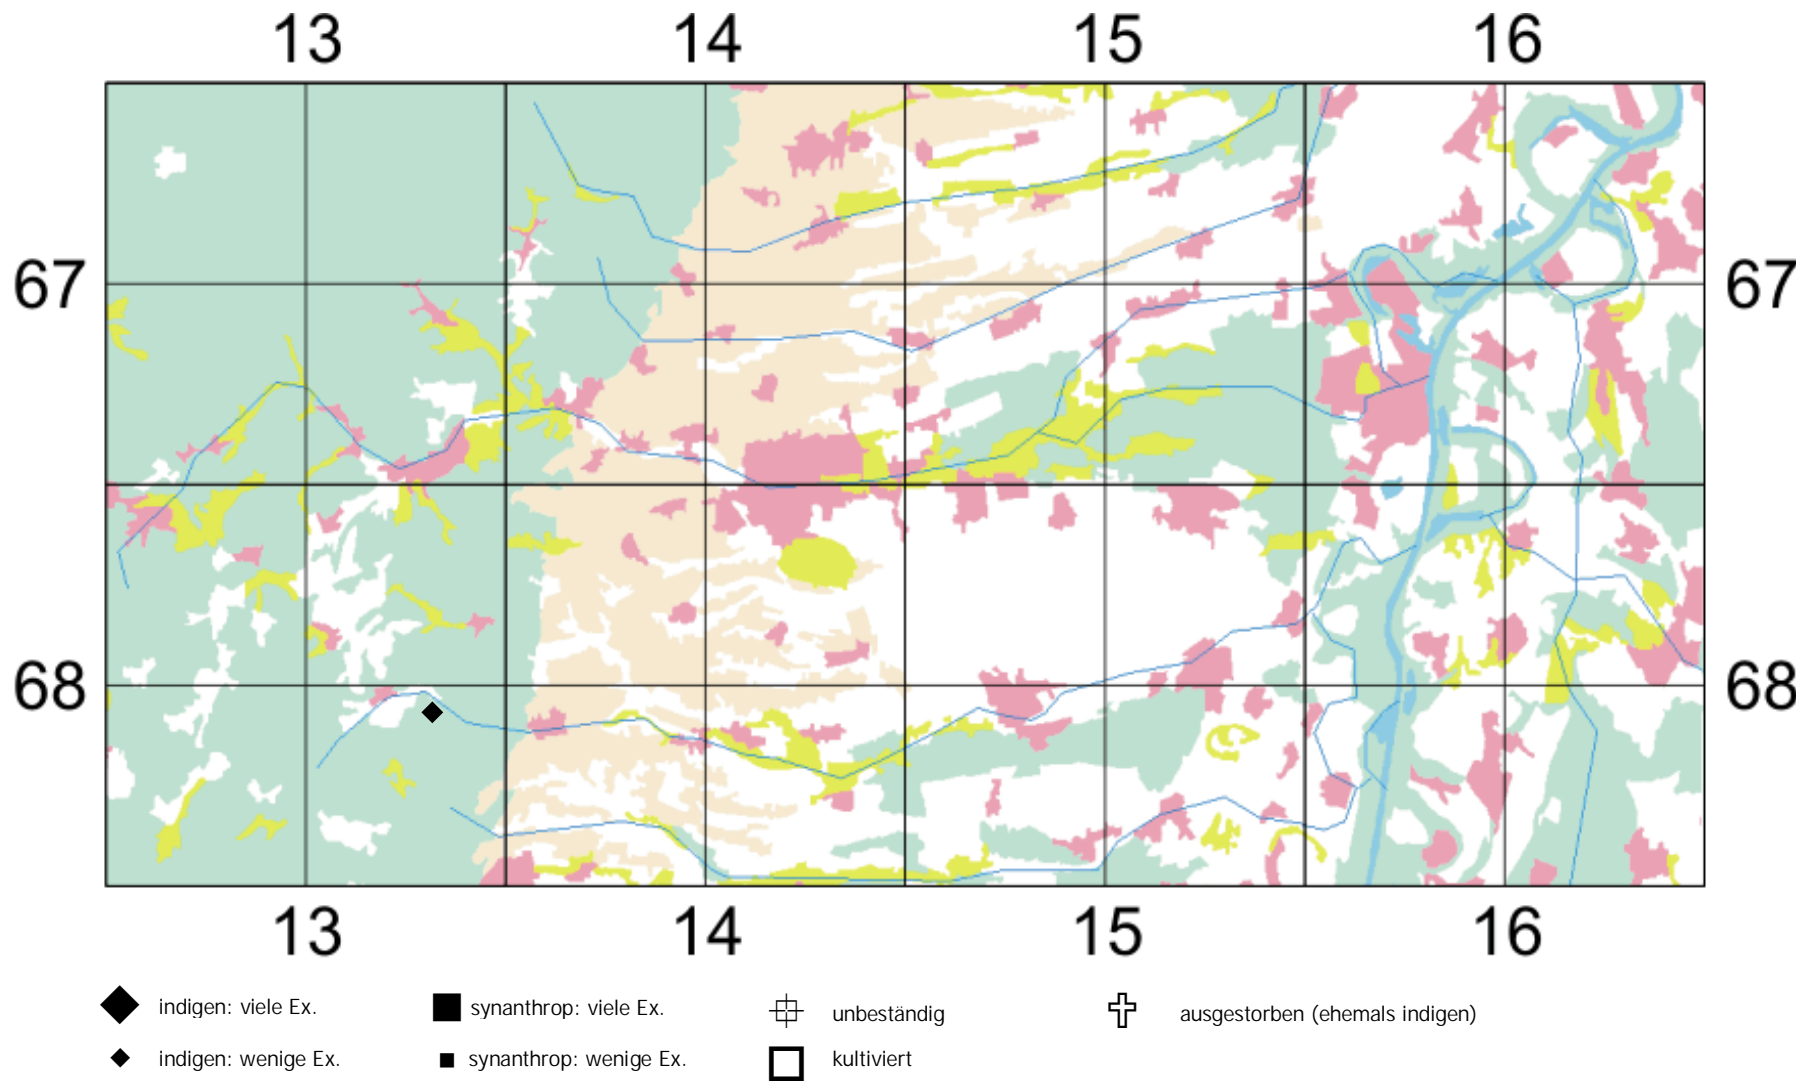 13 14 15 16
67 67
68 68
13 14 15 16
indigen: viele Ex. synanthrop: viele Ex. unbeständig ausgestorben (ehemals indigen)
indigen: wenige Ex. synanthrop: wenige Ex. kultiviert